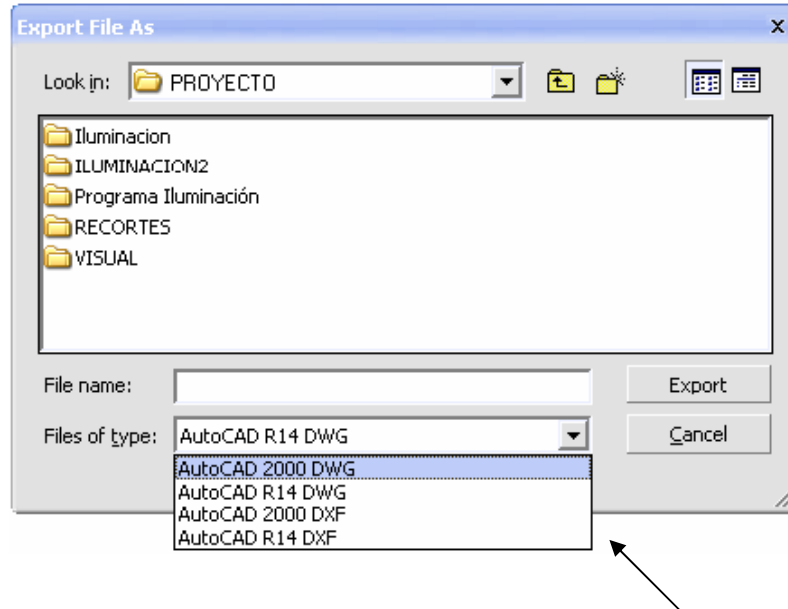 Export File As
Look in: PROYECTO
Iluminacion
ILUMINACION2
Programa Iluminación
RECORTES
VISUAL
File name: Export
Files of type: AutoCAD R14 DWG Cancel
AutoCAD 2000 DWG
AutoCAD R14 DWG
AutoCAD 2000 DXF
AutoCAD R14 DXF